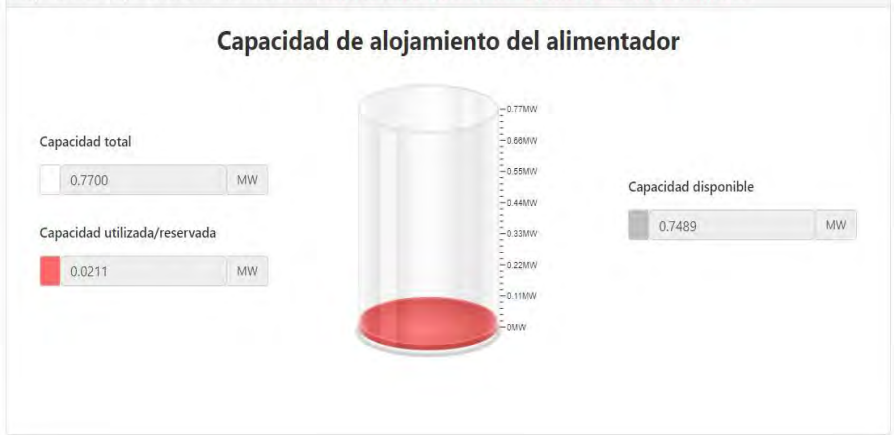 Capacidad de alojamiento del alimentador
Capacidad total
0.7700 MW
Capacidad utilizada/reservada
0.0211 MW
0.77MW
0.66MW
0.55MW
0.44MW
0.33MW
0.22MW
0.11MW
0MW
Capacidad disponible
0.7489 MW